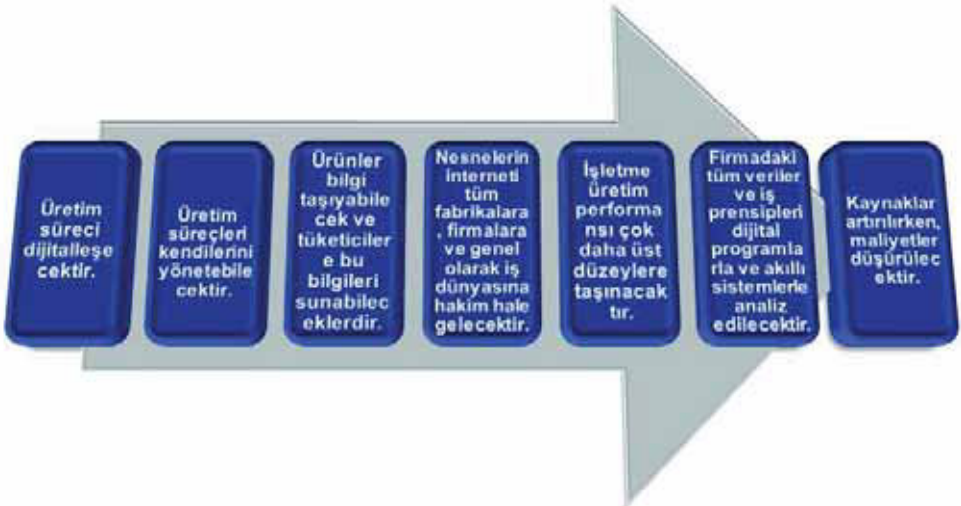 Üretim
süreci
dijitalleşe
cektir.
Üretim
süreçleri
kendilerini
yönetebile
cektir.
Ürünler
bilgi
taşıyabile
cek ve
tüketiciler
e bu
bilgileri
sunabilec
eklerdir.
Nesnelerin
interneti
tüm
fabrikalara
, firmalara
ve genel
olarak iş
dünyasına
hakim hale
gelecektir.
İşletme
üretim
performa
nsı çok
daha üst
düzeylere
taşınacak
tır.
Firmadaki
tüm veriler
ve iş
prensipleri
dijital
programla
rla ve akıllı
sistemlerle
analiz
edilecektir.
Kaynaklar
artırılırken,
maliyetler
düşürülec
ektir.